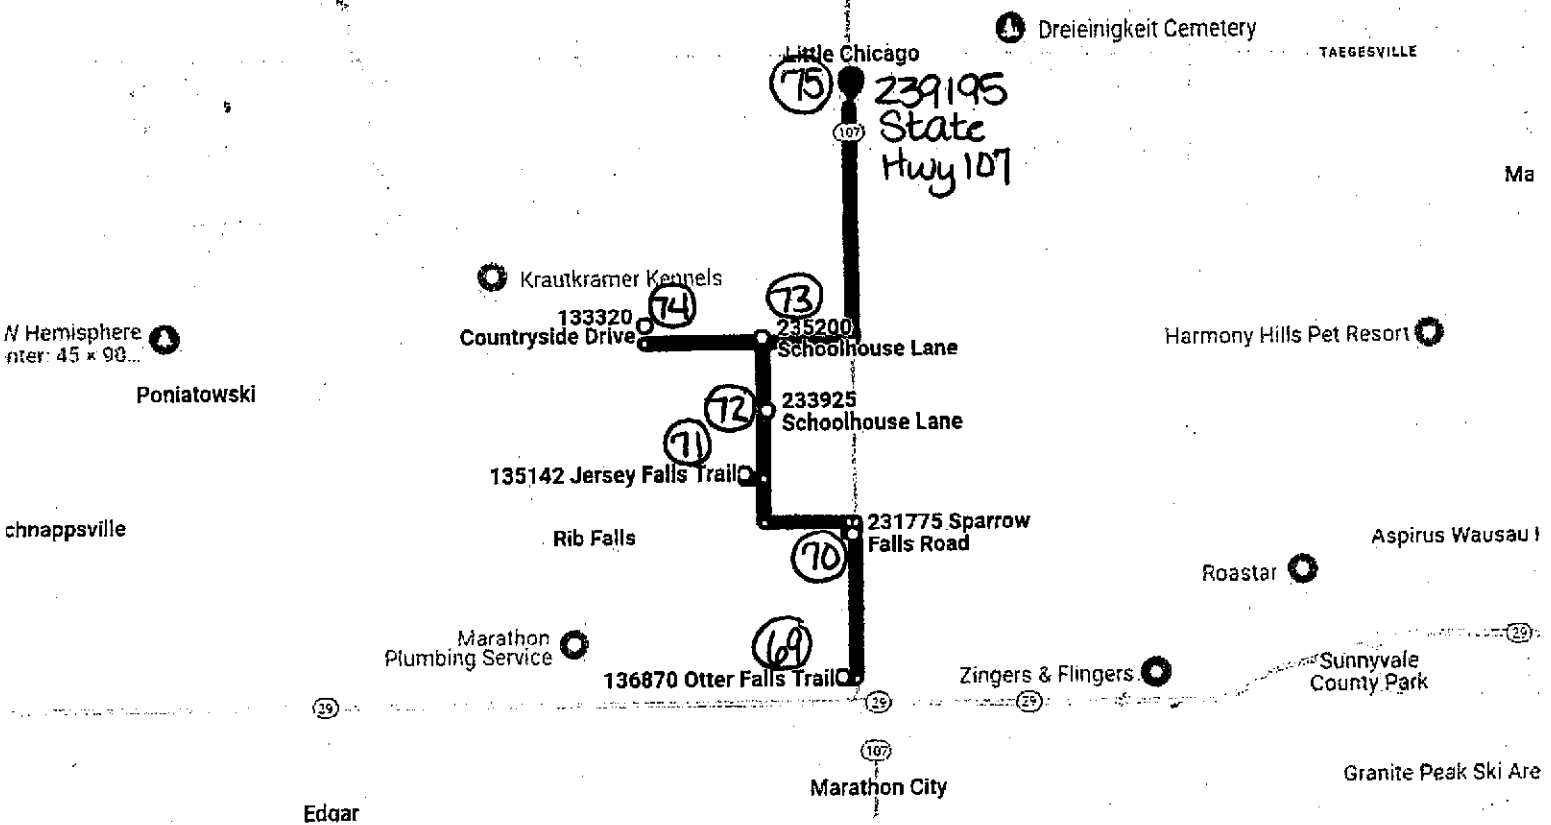 Dreieinigkeit Cemetery
TAEGESVILLE
Little Chicago
75
239195
State
Hwy 107
107
Ma
Krautkramer Kennels
74
73
133320
Countryside Drive
235200
Schoolhouse Lane
W Hemisphere
nter: 45 × 90...
Harmony Hills Pet Resort
Poniatowski
72
233925
Schoolhouse Lane
71
135142 Jersey Falls Trail
chnappsville
Rib Falls
231775 Sparrow
Falls Road
70
Aspirus Wausau
Roastar
Marathon
Plumbing Service
69
136870 Otter Falls Trail
Zingers & Flingers
29
Sunnyvale
County Park
29
29
29
107
Marathon City
Granite Peak Ski Are
Edgar